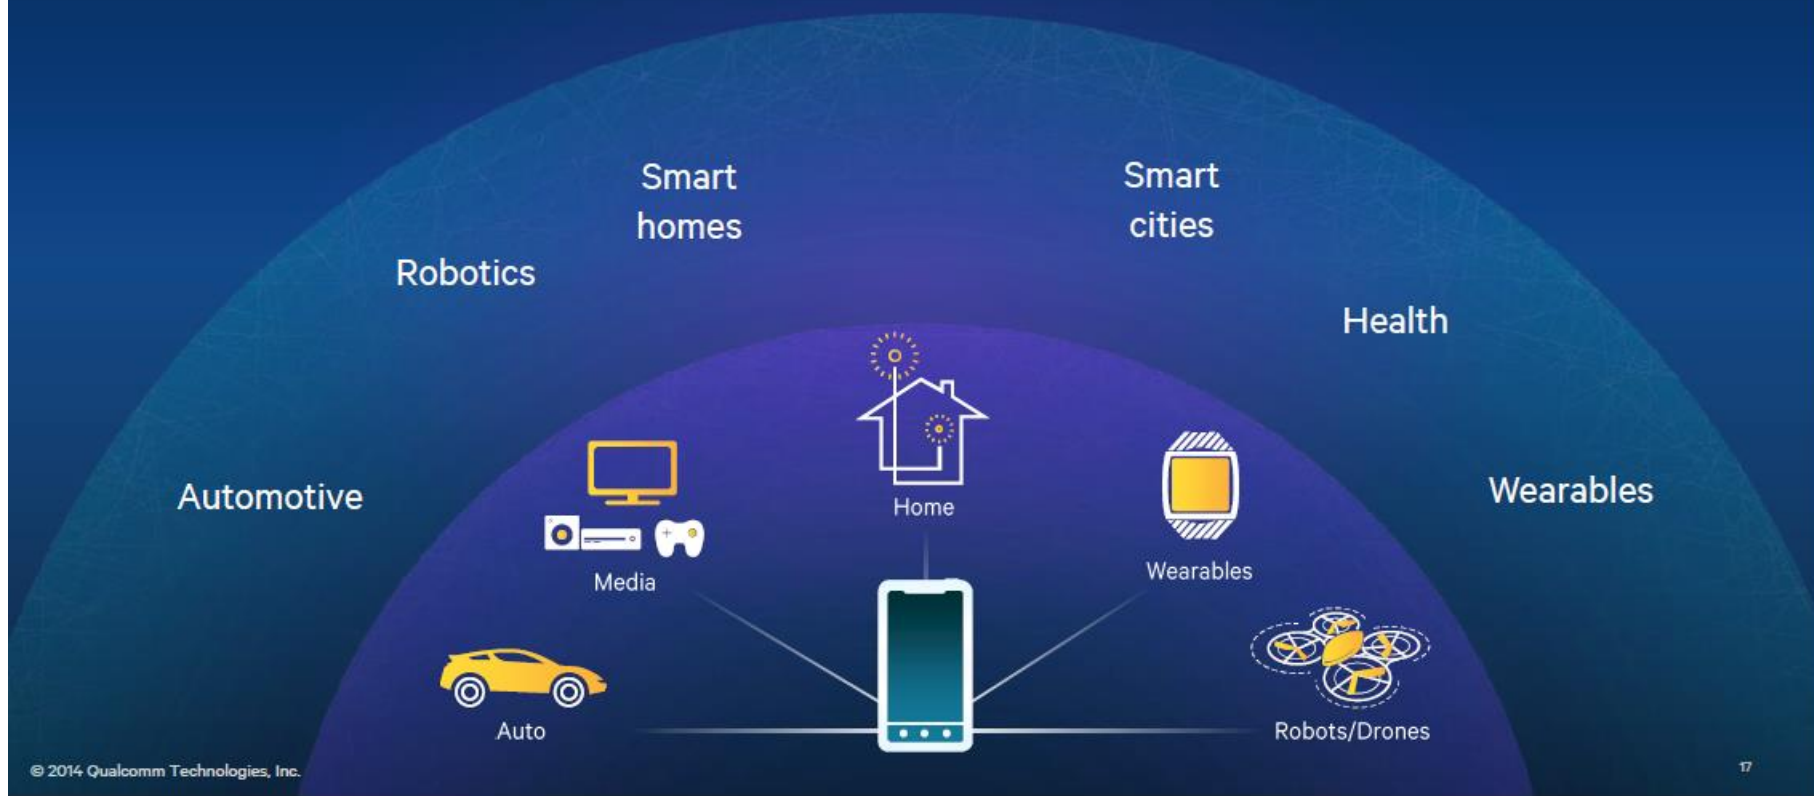 Smart
homes
Smart
cities
Robotics
Health
Automotive
Wearables
Home
Media
Wearables
Auto
Robots/Drones
© 2014 Qualcomm Technologies, Inc.
17